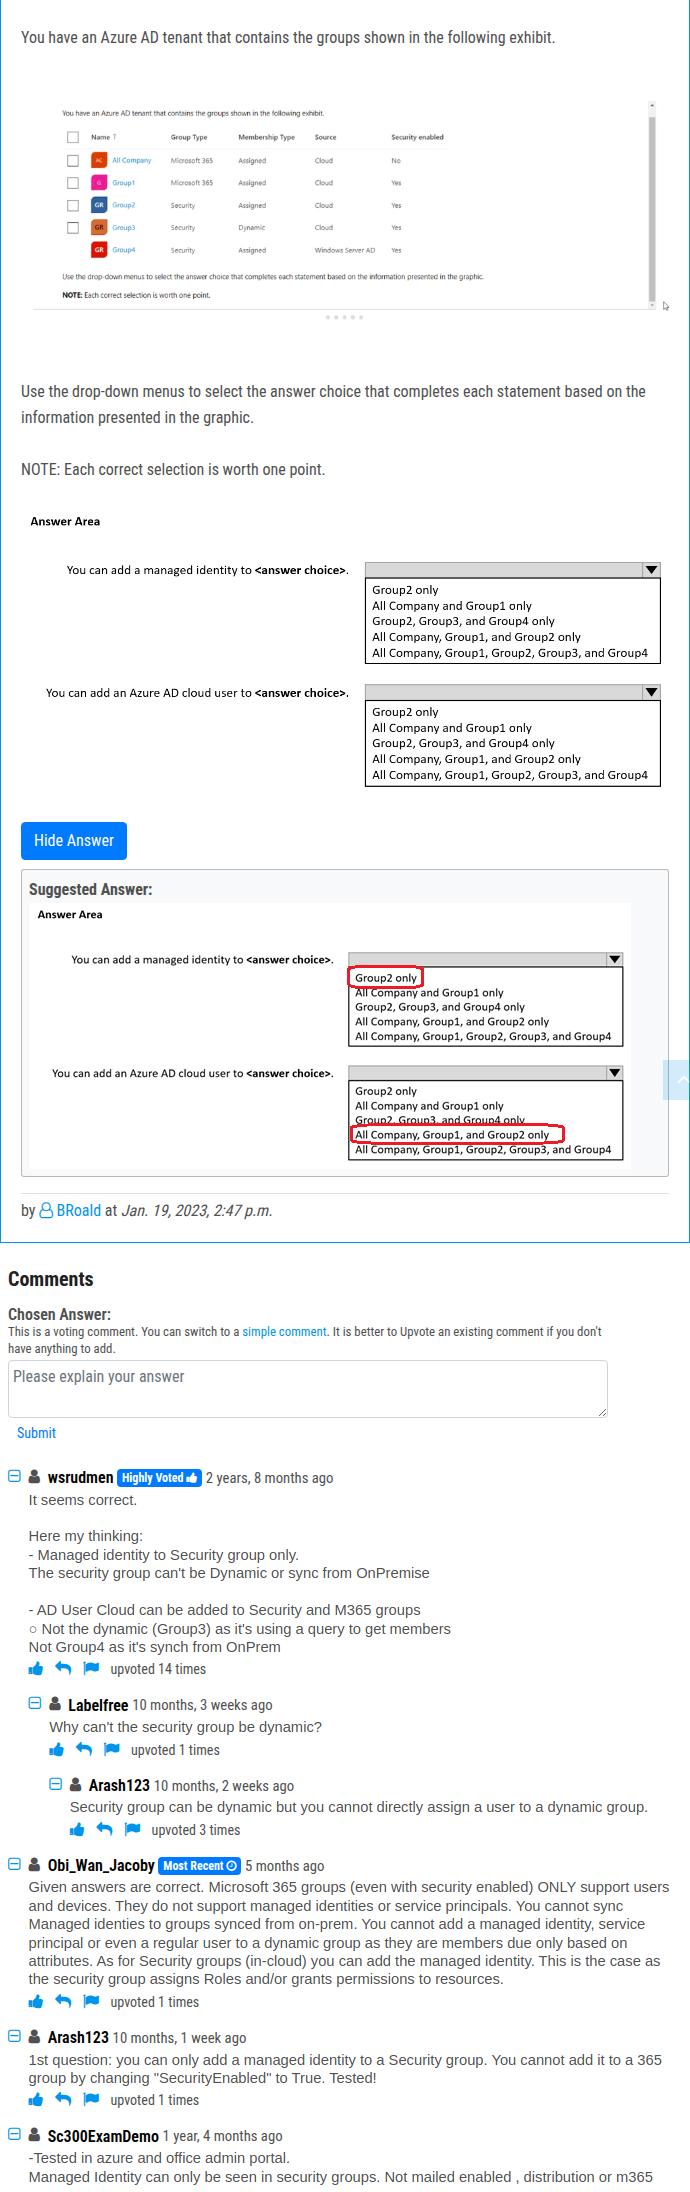 You have an Azure AD tenant that contains the groups shown in the following exhibit.
You have an Azure AD tenant that contains the groups shown in the following exhibit.
Name ↑ Group Type Membership Type Source Security enabled
AC All Company Microsoft 365 Assigned Cloud No
G Group1 Microsoft 365 Assigned Cloud Yes
GR Group2 Security Assigned Cloud Yes
GR Group3 Security Dynamic Cloud Yes
GR Group4 Security Assigned Windows Server AD Yes
Use the drop-down menus to select the answer choice that completes each statement based on the information presented in the graphic.
NOTE: Each correct selection is worth one point.
Use the drop-down menus to select the answer choice that completes each statement based on the
information presented in the graphic.
NOTE: Each correct selection is worth one point.
Answer Area
You can add a managed identity to <answer choice>.
Group2 only
All Company and Group1 only
Group2, Group3, and Group4 only
All Company, Group1, and Group2 only
All Company, Group1, Group2, Group3, and Group4
You can add an Azure AD cloud user to <answer choice>.
Group2 only
All Company and Group1 only
Group2, Group3, and Group4 only
All Company, Group1, and Group2 only
All Company, Group1, Group2, Group3, and Group4
Hide Answer
Suggested Answer:
Answer Area
You can add a managed identity to <answer choice>.
Group2 only
All Company and Group1 only
Group2, Group3, and Group4 only
All Company, Group1, and Group2 only
All Company, Group1, Group2, Group3, and Group4
You can add an Azure AD cloud user to <answer choice>.
Group2 only
All Company and Group1 only
Group2, Group3, and Group4 only
All Company, Group1, and Group2 only
All Company, Group1, Group2, Group3, and Group4
by BRoald at Jan. 19, 2023, 2:47 p.m.
Comments
Chosen Answer:
This is a voting comment. You can switch to a simple comment. It is better to Upvote an existing comment if you don't
have anything to add.
Please explain your answer
Submit
wsrudmen Highly Voted 2 years, 8 months ago
It seems correct.
Here my thinking:
- Managed identity to Security group only.
The security group can't be Dynamic or sync from OnPremise
- AD User Cloud can be added to Security and M365 groups
○ Not the dynamic (Group3) as it's using a query to get members
Not Group4 as it's synch from OnPrem
upvoted 14 times
Labelfree 10 months, 3 weeks ago
Why can't the security group be dynamic?
upvoted 1 times
Arash123 10 months, 2 weeks ago
Security group can be dynamic but you cannot directly assign a user to a dynamic group.
upvoted 3 times
Obi_Wan_Jacoby Most Recent 5 months ago
Given answers are correct. Microsoft 365 groups (even with security enabled) ONLY support users
and devices. They do not support managed identities or service principals. You cannot sync
Managed identies to groups synced from on-prem. You cannot add a managed identity, service
principal or even a regular user to a dynamic group as they are members due only based on
attributes. As for Security groups (in-cloud) you can add the managed identity. This is the case as
the security group assigns Roles and/or grants permissions to resources.
upvoted 1 times
Arash123 10 months, 1 week ago
1st question: you can only add a managed identity to a Security group. You cannot add it to a 365
group by changing "SecurityEnabled" to True. Tested!
upvoted 1 times
Sc300ExamDemo 1 year, 4 months ago
-Tested in azure and office admin portal.
Managed Identity can only be seen in security groups. Not mailed enabled , distribution or m365